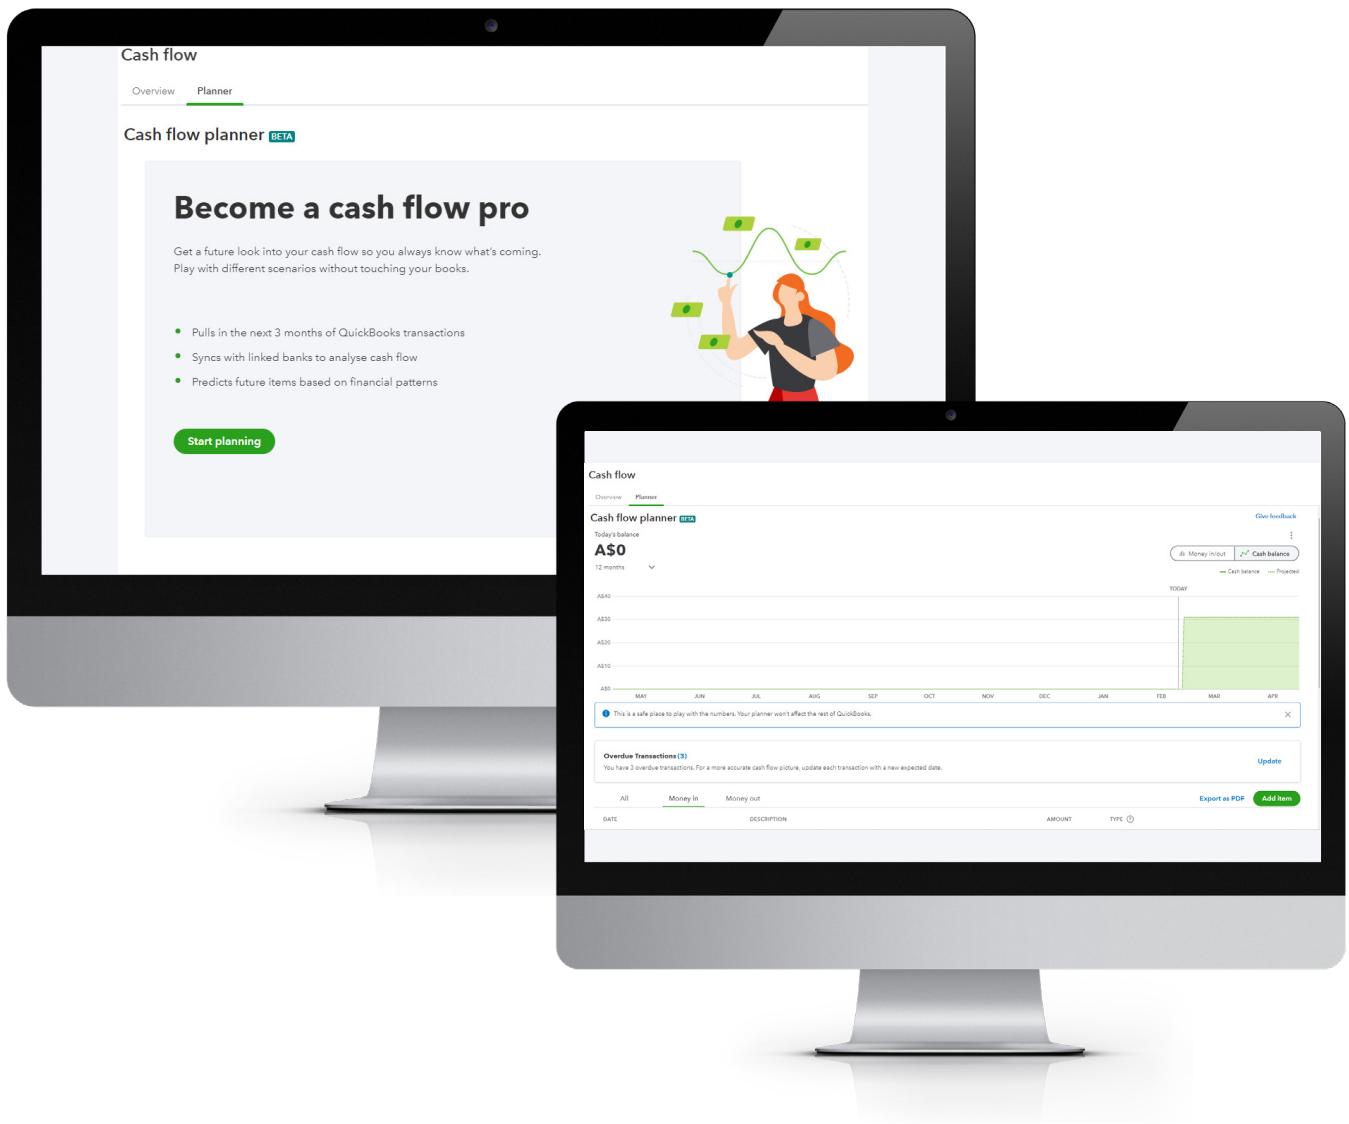 Cash flow
Overview Planner
Cash flow planner BETA
Become a cash flow pro
Get a future look into your cash flow so you always know what's coming.
Play with different scenarios without touching your books.
Pulls in the next 3 months of QuickBooks transactions
Syncs with linked banks to analyse cash flow
Predicts future items based on financial patterns
Start planning
Cash flow
Overview Planner
Cash flow planner BETA
Give feedback
Today's balance
A$0
12 months
Money in/out Cash balance
Cash balance Projected
TODAY
A$40
A$30
A$20
A$10
A$0
MAY JUN JUL AUG SEP OCT NOV DEC JAN FEB MAR APR
This is a safe place to play with the numbers. Your planner won't affect the rest of QuickBooks.
Overdue Transactions (3)
You have 3 overdue transactions. For a more accurate cash flow picture, update each transaction with a new expected date.
Update
All Money in Money out
Export as PDF Add item
DATE DESCRIPTION AMOUNT TYPE